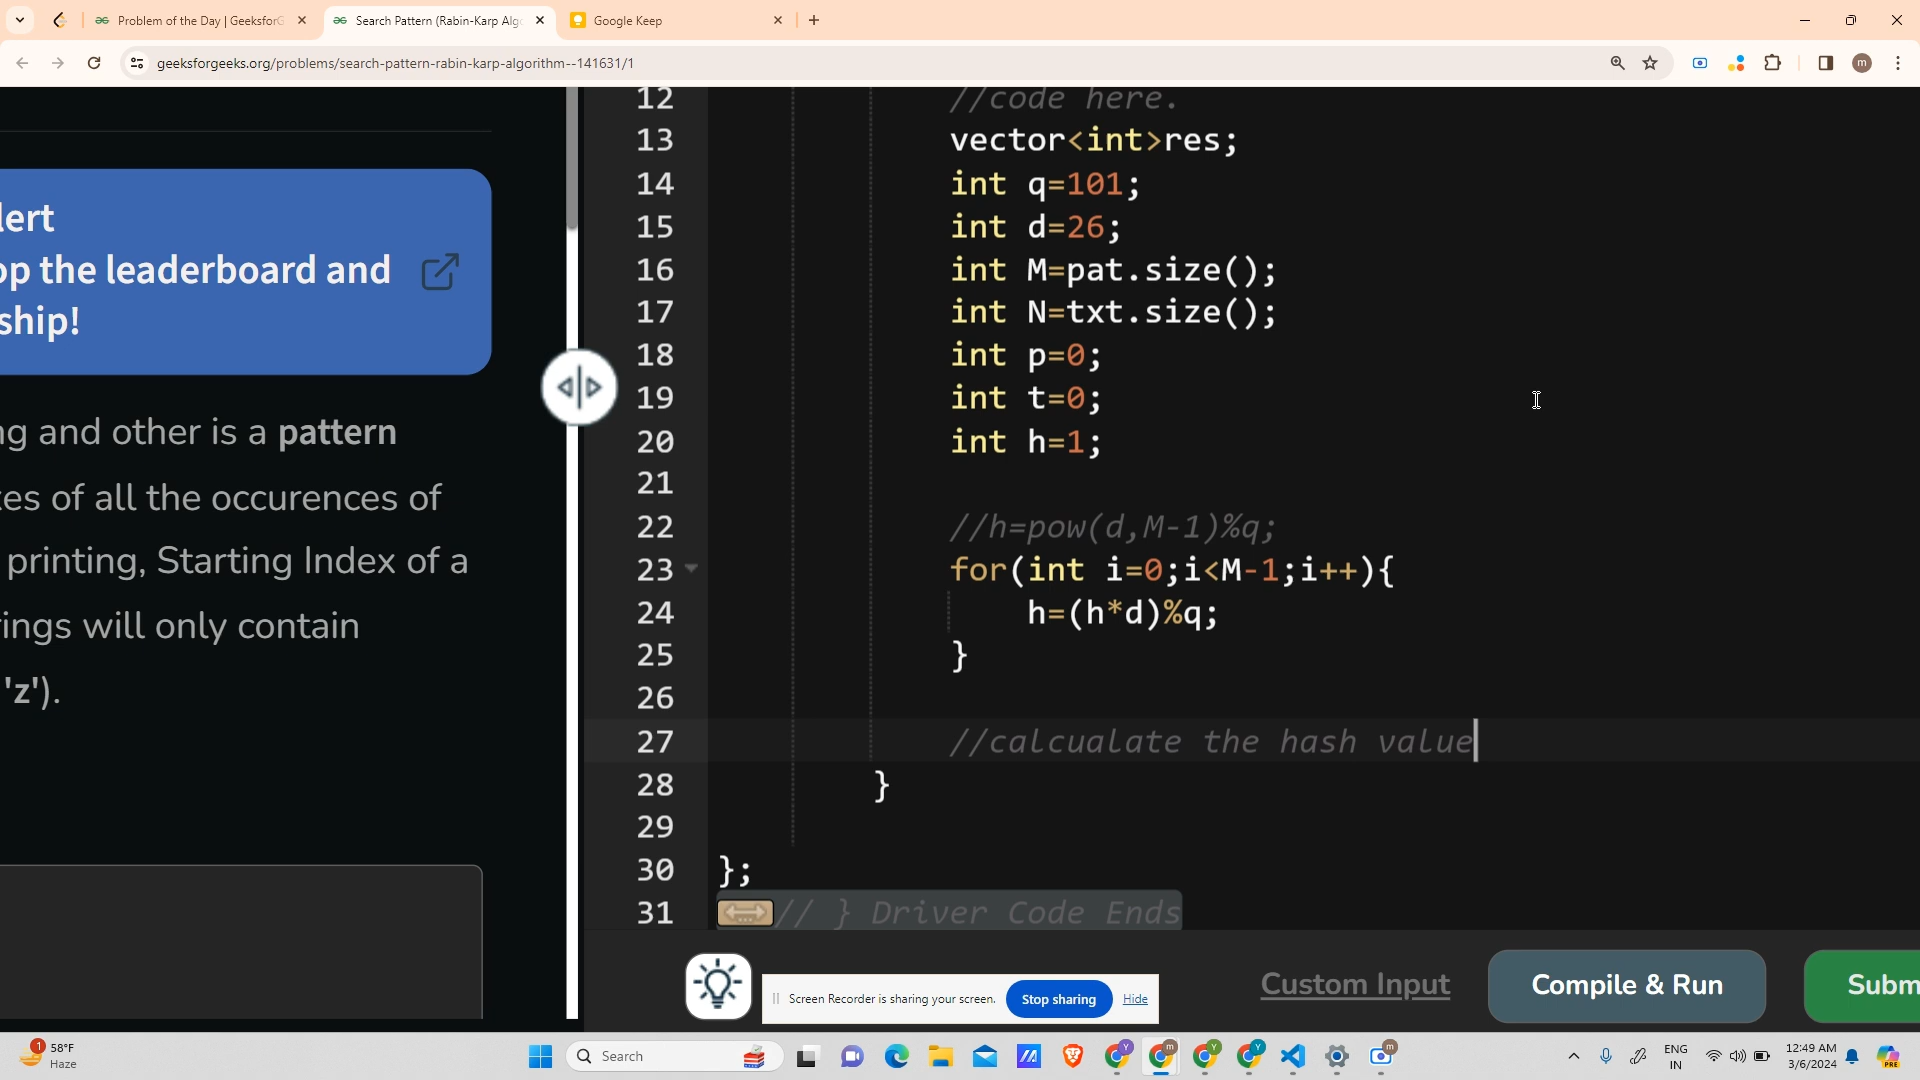 Problem of the Day | GeeksforG
Search Pattern (Rabin-Karp Algo
Google Keep
geeksforgeeks.org/problems/search-pattern-rabin-karp-algorithm--141631/1
m
lert
op the leaderboard and
ship!
ng and other is a pattern
es of all the occurences of
printing, Starting Index of a
rings will only contain
'z').
12 //code here.
13 vector<int>res;
14 int q=101;
15 int d=26;
16 int M=pat.size();
17 int N=txt.size();
18 int p=0;
19 int t=0;
20 int h=1;
21
22 //h=pow(d,M-1)%q;
23 for(int i=0;i<M-1;i++){
24 h=(h*d)%q;
25 }
26
27 //calcualate the hash value
28 }
29
30 };
31 // } Driver Code Ends
Custom Input
Compile & Run
Subm
Screen Recorder is sharing your screen.
Stop sharing
Hide
1
58°F
Haze
Search
Y
m
Y
Y
m
ENG
IN
12:49 AM
3/6/2024
PRE